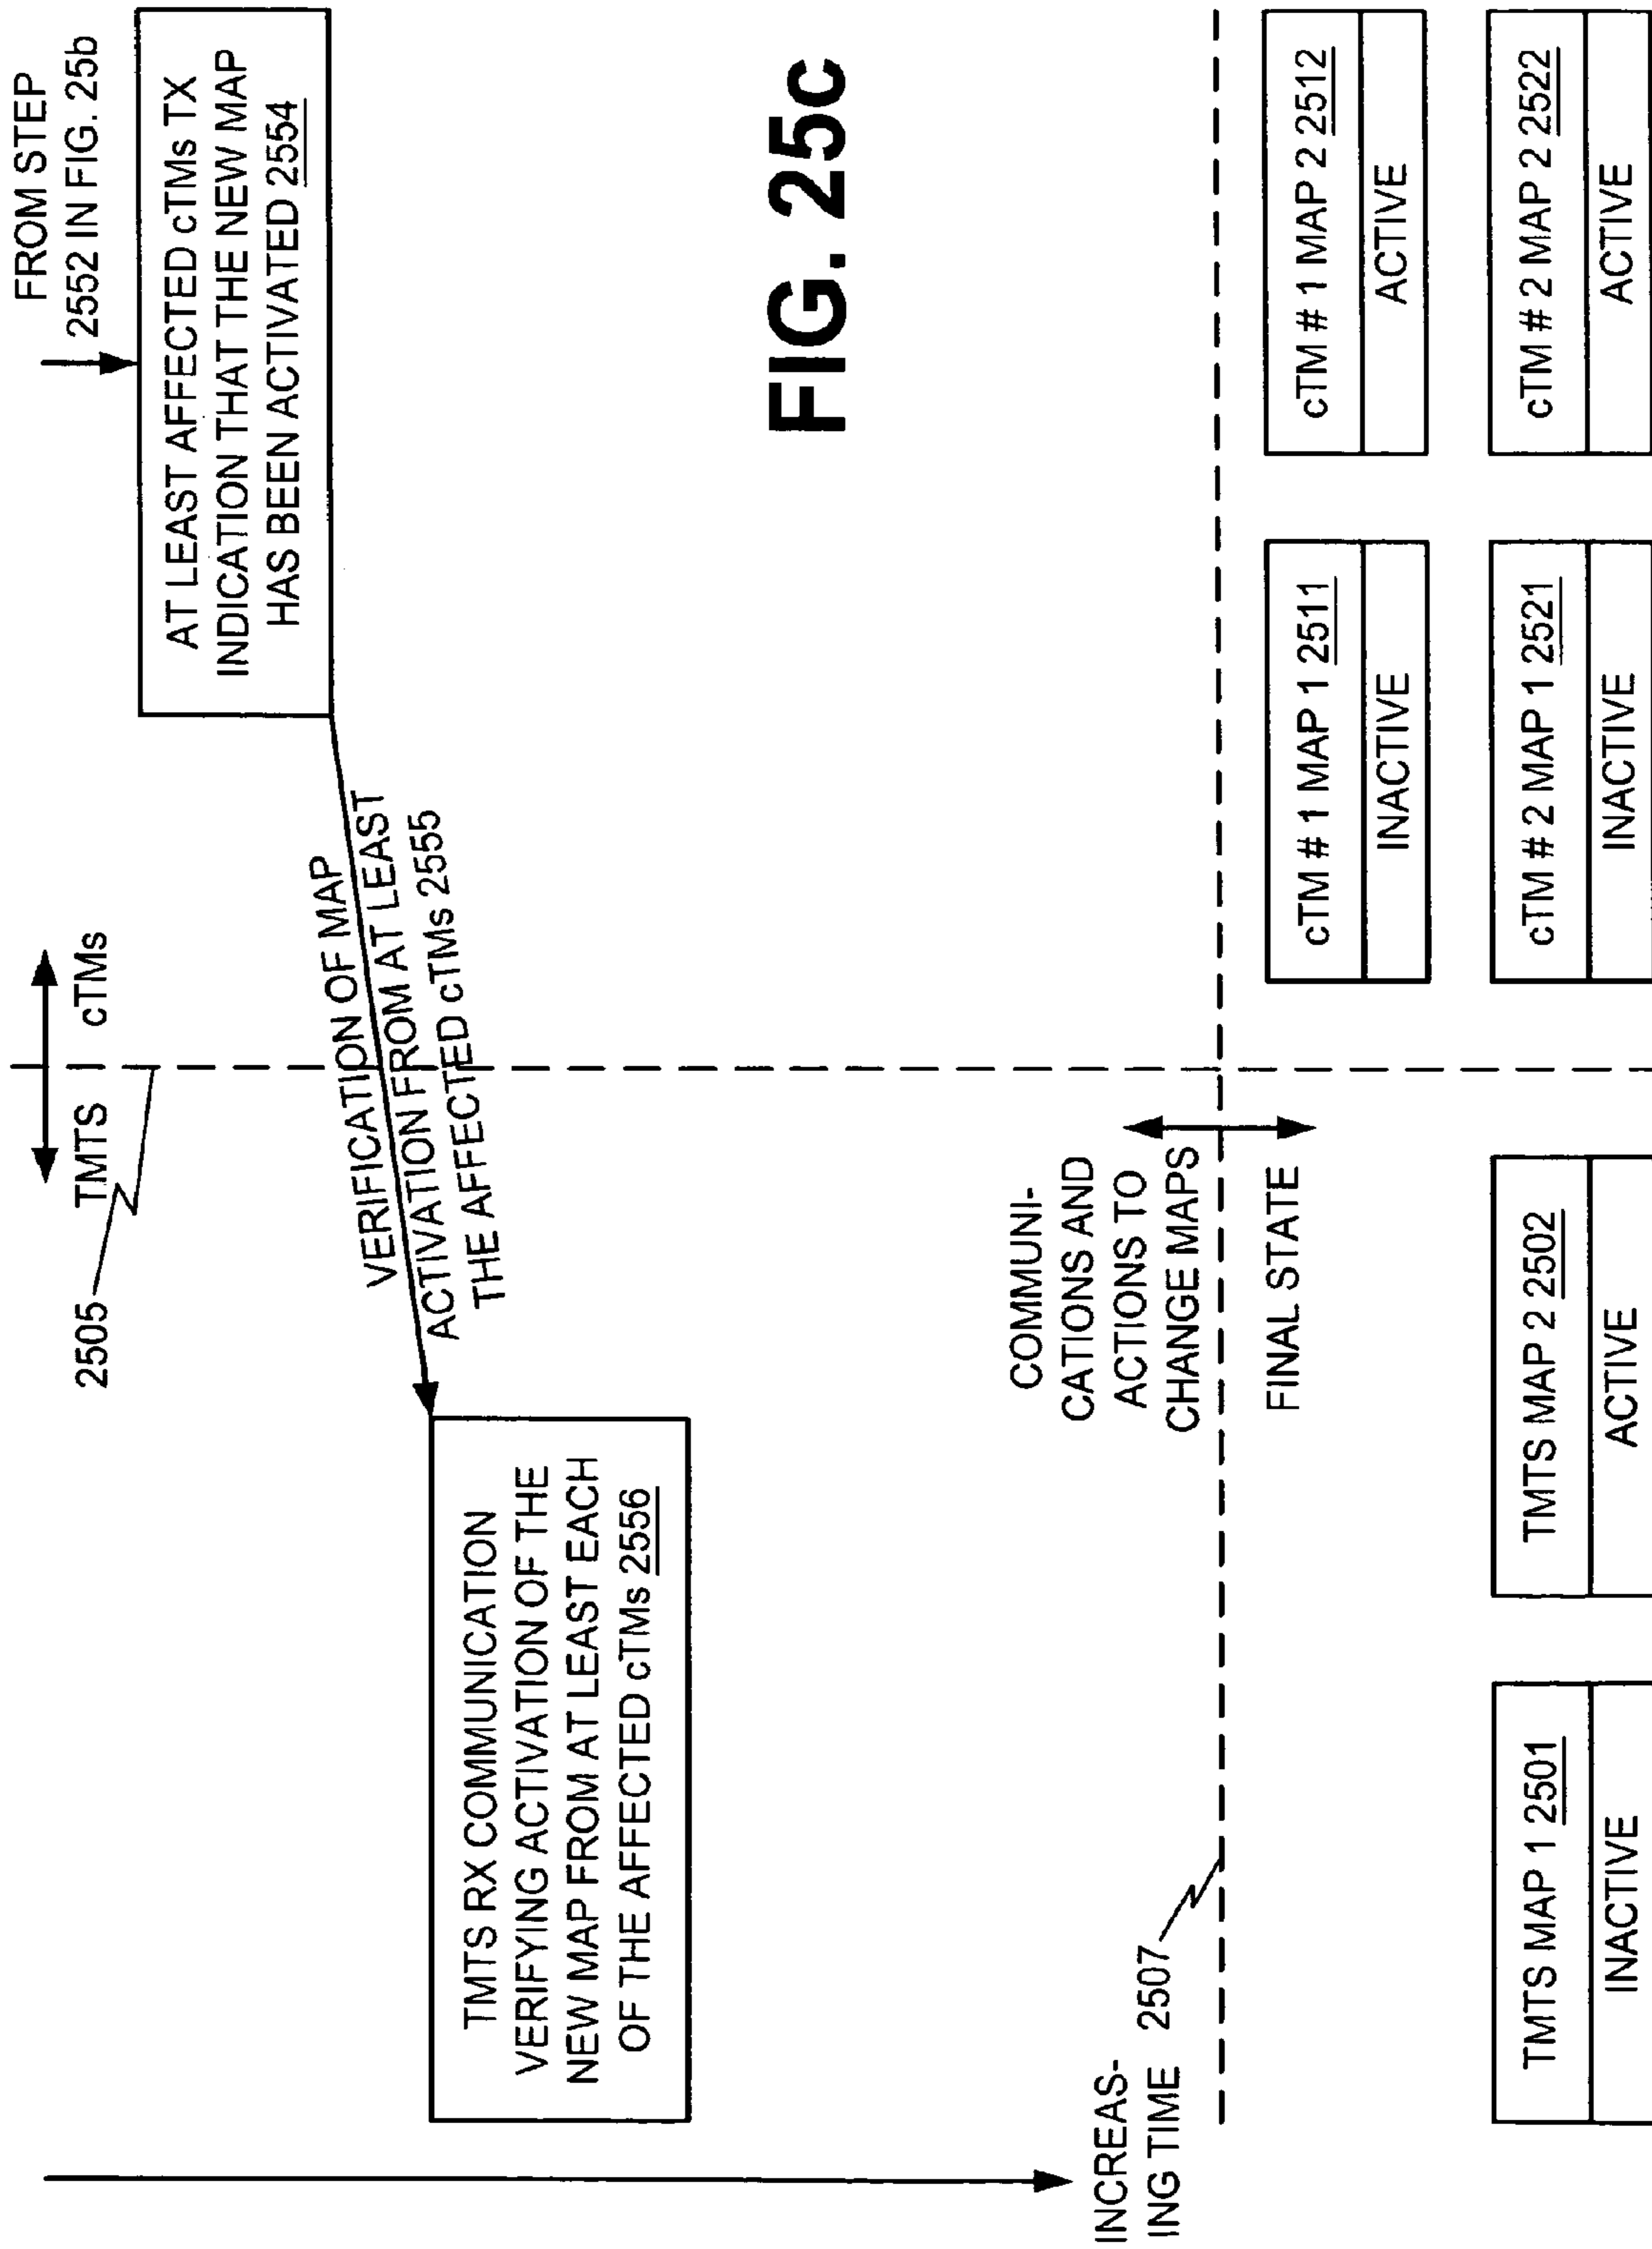 FROM STEP
2552 IN FIG. 25b
TMTS
cTMs
2505
AT LEAST AFFECTED cTMs TX
INDICATION THAT THE NEW MAP
HAS BEEN ACTIVATED 2554
VERIFICATION OF MAP
ACTIVATION FROM AT LEAST
THE AFFECTED cTMs 2555
TMTS RX COMMUNICATION
VERIFYING ACTIVATION OF THE
NEW MAP FROM AT LEAST EACH
OF THE AFFECTED cTMs 2556
FIG. 25c
INCREAS-
ING TIME
2507
COMMUNI-
CATIONS AND
ACTIONS TO
CHANGE MAPS
FINAL STATE
cTM # 1 MAP 1 2511
INACTIVE
cTM # 1 MAP 2 2512
ACTIVE
TMTS MAP 1 2501
INACTIVE
TMTS MAP 2 2502
ACTIVE
cTM # 2 MAP 1 2521
INACTIVE
cTM # 2 MAP 2 2522
ACTIVE